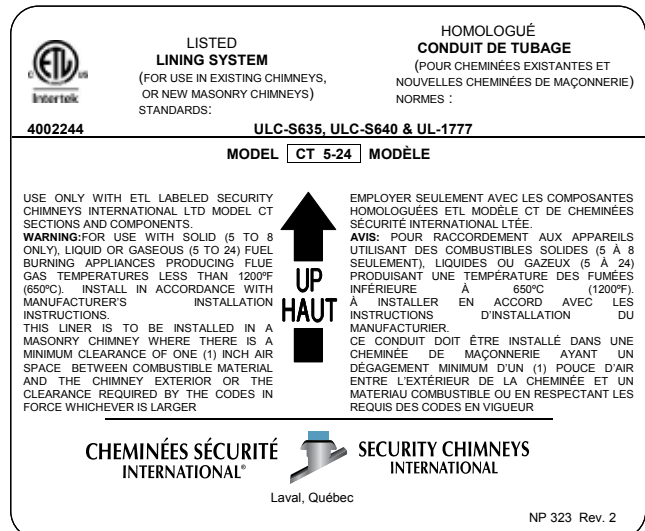 ETL
C US
Intertek
4002244
LISTED
LINING SYSTEM
(FOR USE IN EXISTING CHIMNEYS,
OR NEW MASONRY CHIMNEYS)
STANDARDS:
HOMOLOGUÉ
CONDUIT DE TUBAGE
(POUR CHEMINÉES EXISTANTES ET
NOUVELLES CHEMINÉES DE MAÇONNERIE)
NORMES :
ULC-S635, ULC-S640 & UL-1777
MODEL CT 5-24 MODÈLE
USE ONLY WITH ETL LABELED SECURITY
CHIMNEYS INTERNATIONAL LTD MODEL CT
SECTIONS AND COMPONENTS.
WARNING:FOR USE WITH SOLID (5 TO 8
ONLY), LIQUID OR GASEOUS (5 TO 24) FUEL
BURNING APPLIANCES PRODUCING FLUE
GAS TEMPERATURES LESS THAN 1200ºF
(650ºC). INSTALL IN ACCORDANCE WITH
MANUFACTURER'S INSTALLATION
INSTRUCTIONS.
THIS LINER IS TO BE INSTALLED IN A
MASONRY CHIMNEY WHERE THERE IS A
MINIMUM CLEARANCE OF ONE (1) INCH AIR
SPACE BETWEEN COMBUSTIBLE MATERIAL
AND THE CHIMNEY EXTERIOR OR THE
CLEARANCE REQUIRED BY THE CODES IN
FORCE WHICHEVER IS LARGER
UP
HAUT
EMPLOYER SEULEMENT AVEC LES COMPOSANTES
HOMOLOGUÉES ETL MODÈLE CT DE CHEMINÉES
SÉCURITÉ INTERNATIONAL LTÉE.
AVIS: POUR RACCORDEMENT AUX APPAREILS
UTILISANT DES COMBUSTIBLES SOLIDES (5 À 8
SEULEMENT), LIQUIDES OU GAZEUX (5 À 24)
PRODUISANT UNE TEMPÉRATURE DES FUMÉES
INFÉRIEURE À 650ºC (1200ºF).
À INSTALLER EN ACCORD AVEC LES
INSTRUCTIONS D'INSTALLATION DU
MANUFACTURIER.
CE CONDUIT DOIT ÊTRE INSTALLÉ DANS UNE
CHEMINÉE DE MAÇONNERIE AYANT UN
DÉGAGEMENT MINIMUM D'UN (1) POUCE D'AIR
ENTRE L'EXTÉRIEUR DE LA CHEMINÉE ET UN
MATERIAU COMBUSTIBLE OU EN RESPECTANT LES
REQUIS DES CODES EN VIGUEUR
CHEMINÉES SÉCURITÉ
INTERNATIONAL®
SECURITY CHIMNEYS
INTERNATIONAL
Laval, Québec
NP 323 Rev. 2